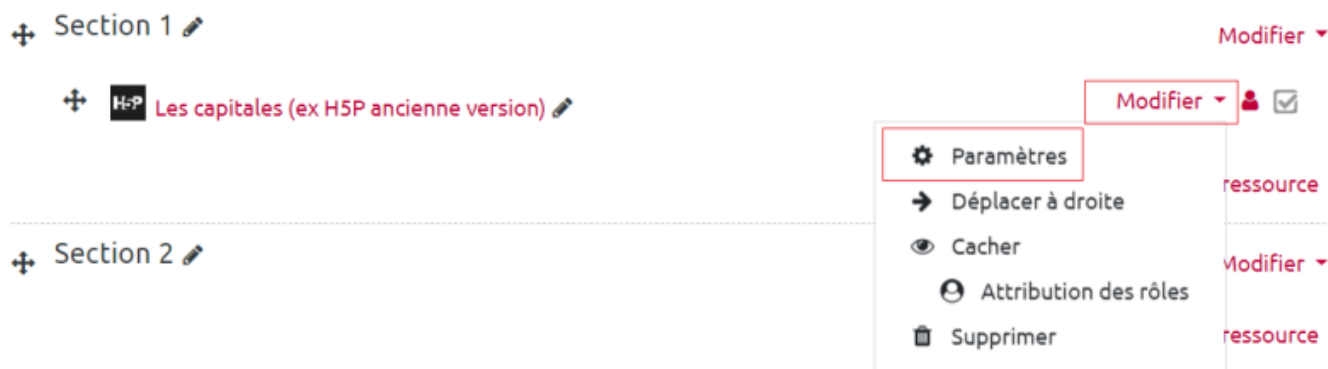 Section 1
Modifier
H5P Les capitales (ex H5P ancienne version)
Modifier
Paramètres
ressource
Déplacer à droite
Section 2
Cacher
Modifier
Attribution des rôles
Supprimer
ressource